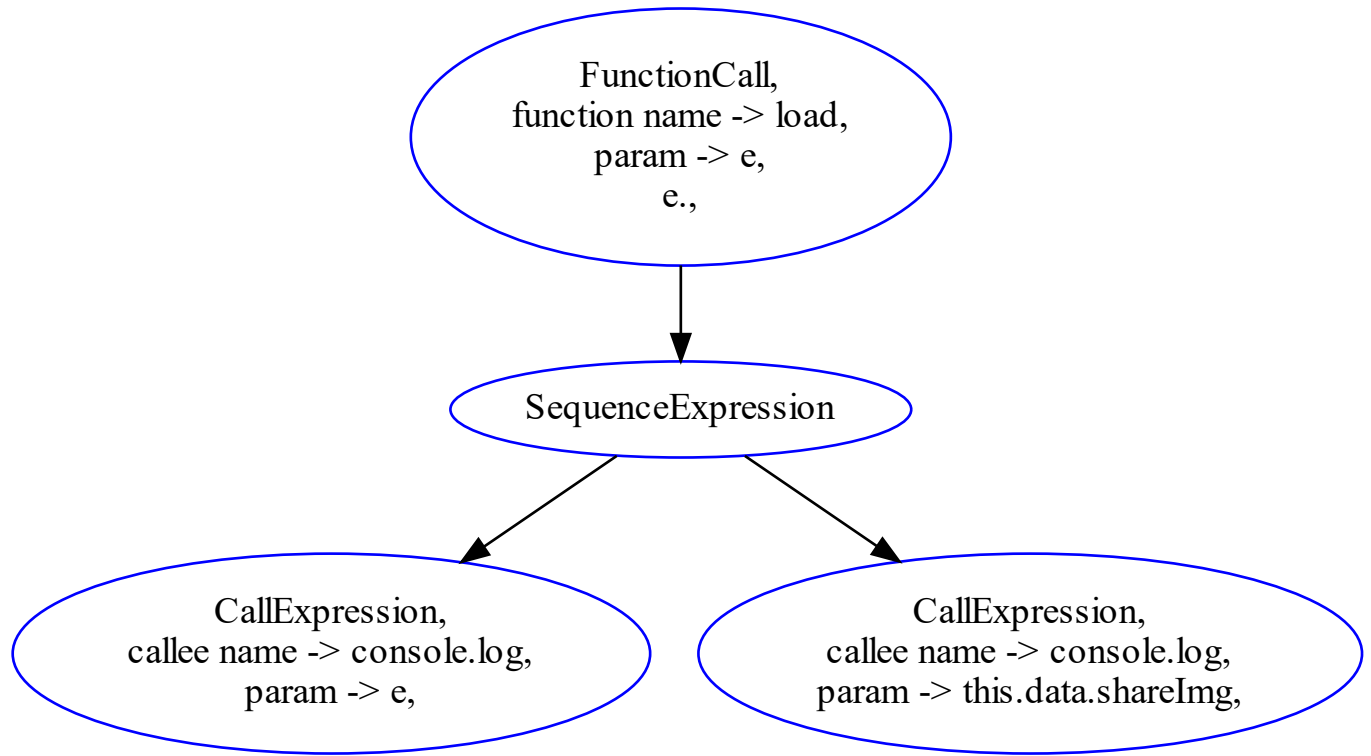 FunctionCall,
function name -> load,
param -> e,
e.,
SequenceExpression
CallExpression,
callee name -> console.log,
param -> e,
CallExpression,
callee name -> console.log,
param -> this.data.shareImg,